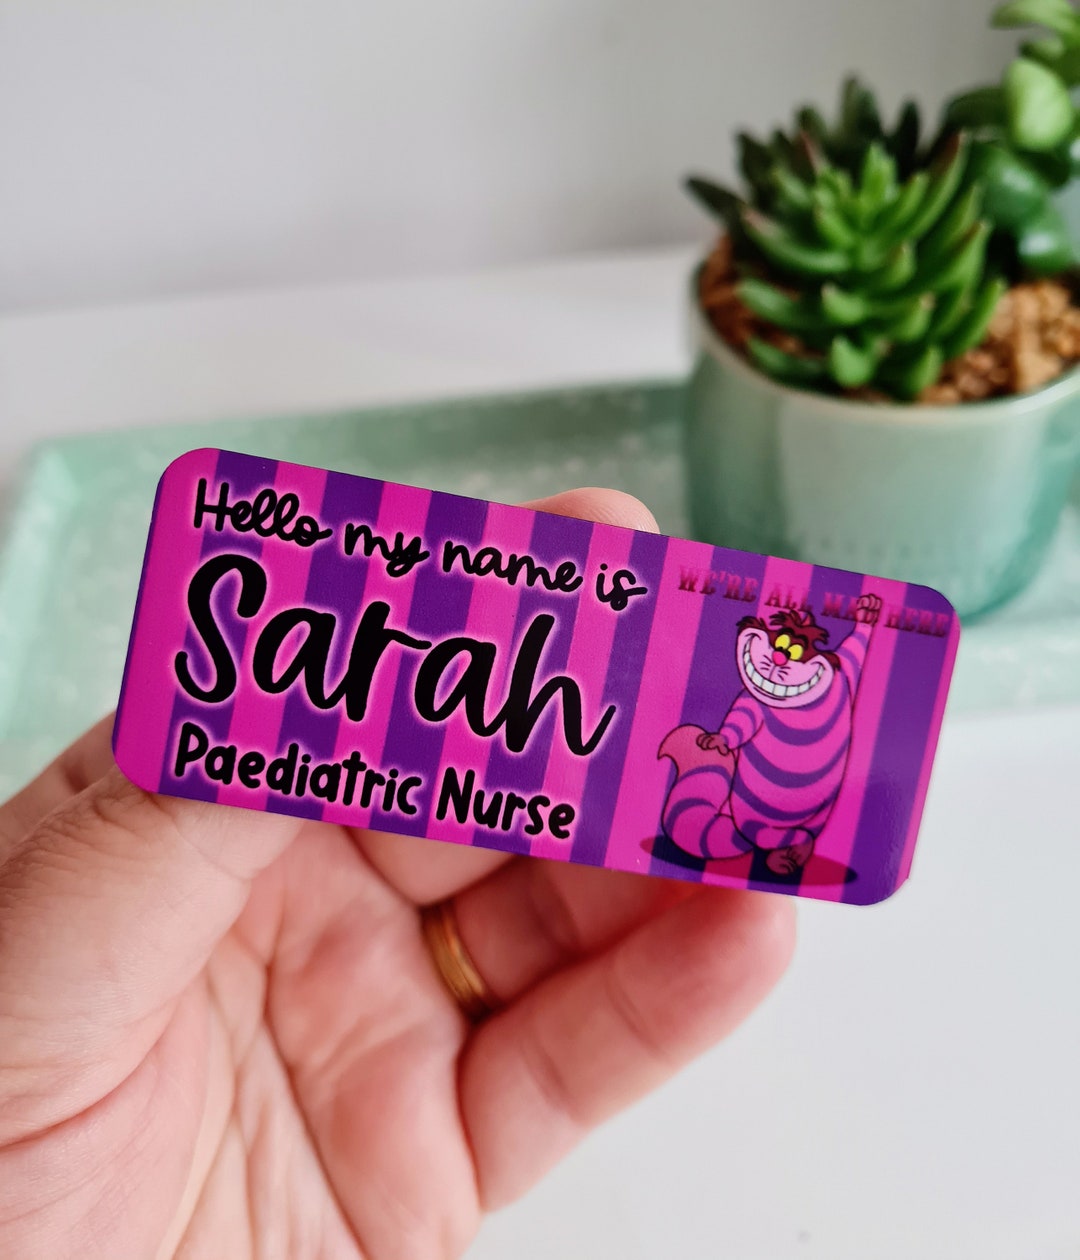 Hello my name is
Sarah
Paediatric Nurse
WE'RE ALL MAD HERE